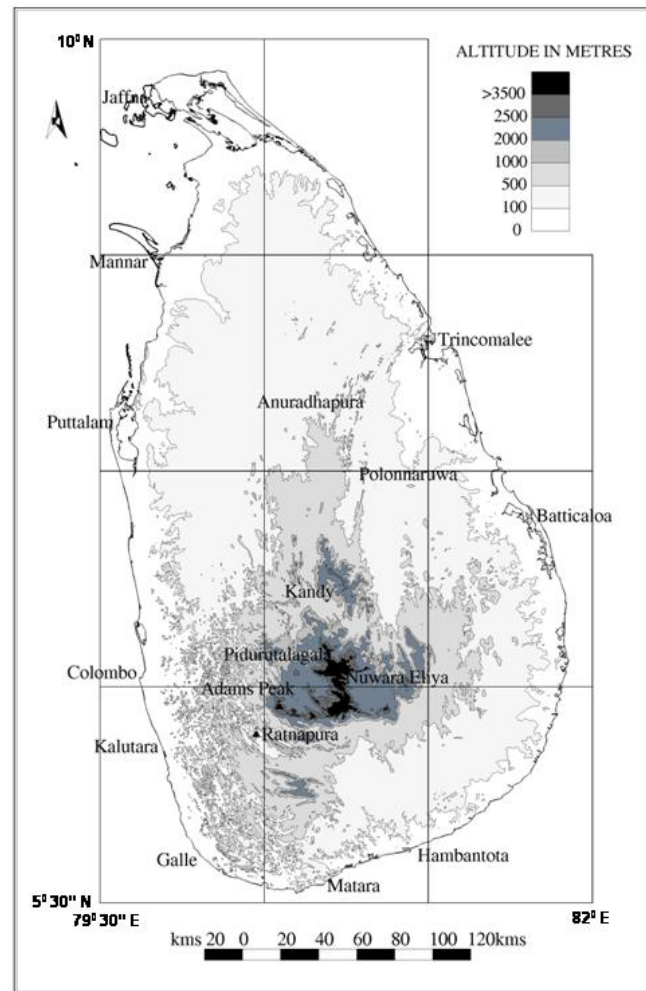 10⁰ N
ALTITUDE IN METRES
>3500
2500
2000
1000
500
100
0
Jaffna
Mannar
Trincomalee
Anuradhapura
Puttalam
Polonnaruwa
Batticaloa
Kandy
Pidurutalagala
Nuwara Eliya
Colombo
Adams Peak
Ratnapura
Kalutara
Galle
Hambantota
Matara
5⁰ 30" N
79⁰ 30" E
82⁰ E
kms 20 0 20 40 60 80 100 120kms